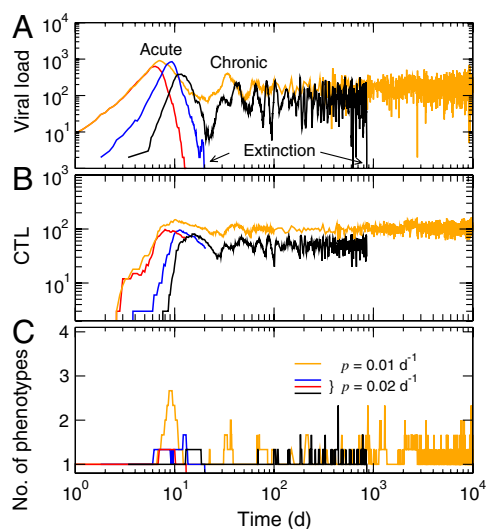 A
Viral load
10^4
10^3
10^2
10^1
Acute
Chronic
Extinction
B
CTL
10^3
10^2
10^1
C
No. of phenotypes
4
3
2
1
p = 0.01 d^-1
} p = 0.02 d^-1
10^0 10^1 10^2 10^3 10^4
Time (d)